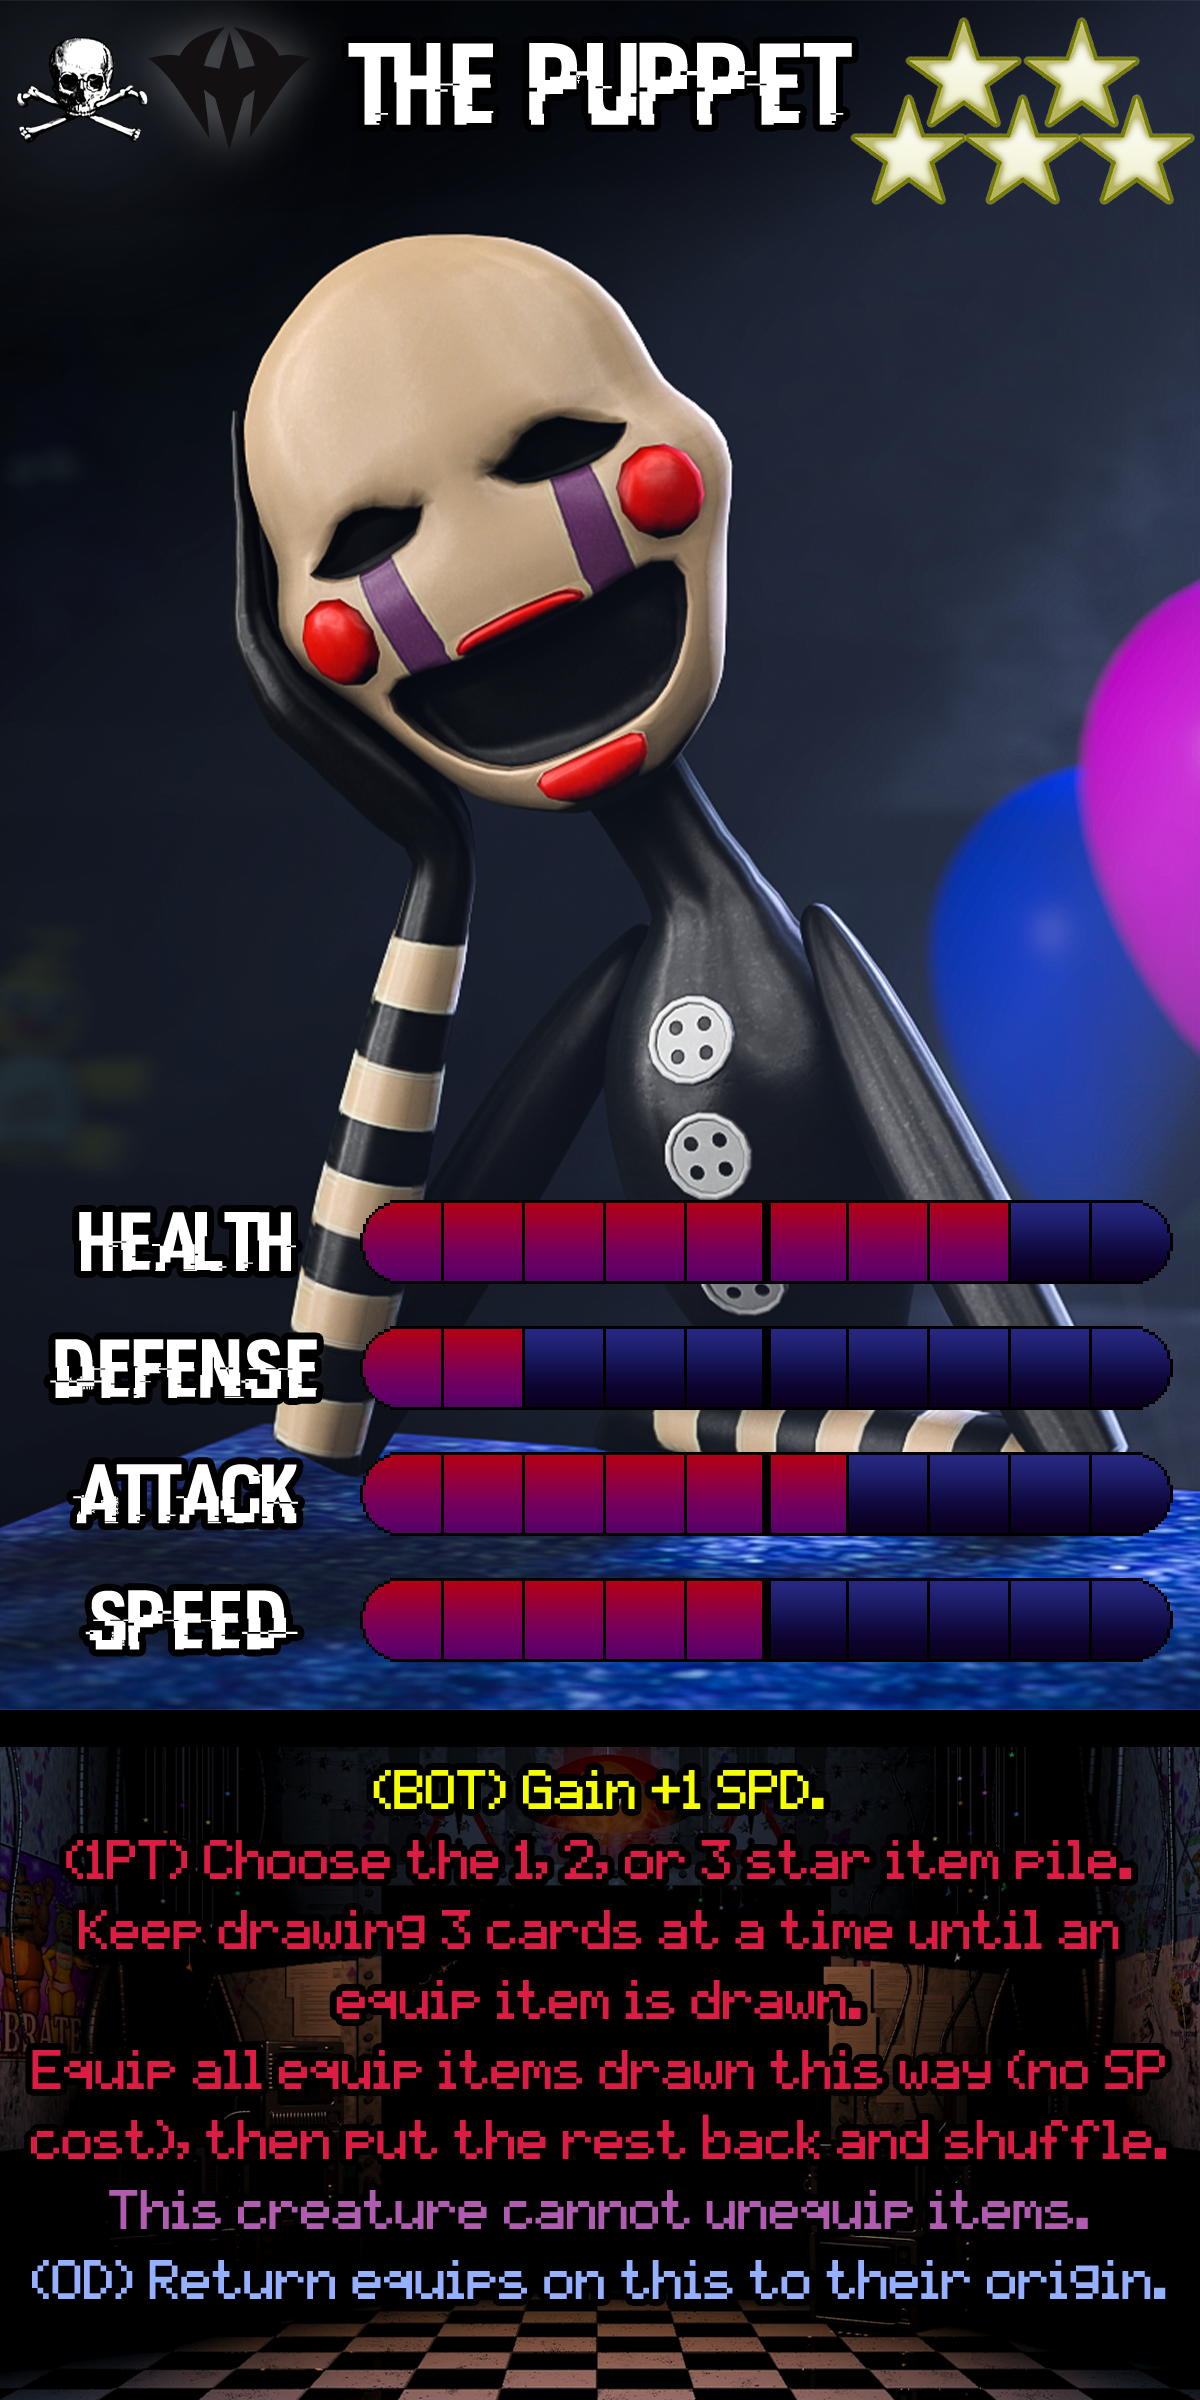 THE PUPPET
HEALTH
DEFENSE
ATTACK
SPEED
(BOT) Gain +1 SPD.
(1PT) Choose the 1, 2, or 3 star item pile.
Keep drawing 3 cards at a time until an
equip item is drawn.
Equip all equip items drawn this way (no SP
cost), then put the rest back and shuffle.
This creature cannot unequip items.
(OD) Return equips on this to their origin.
BRATE